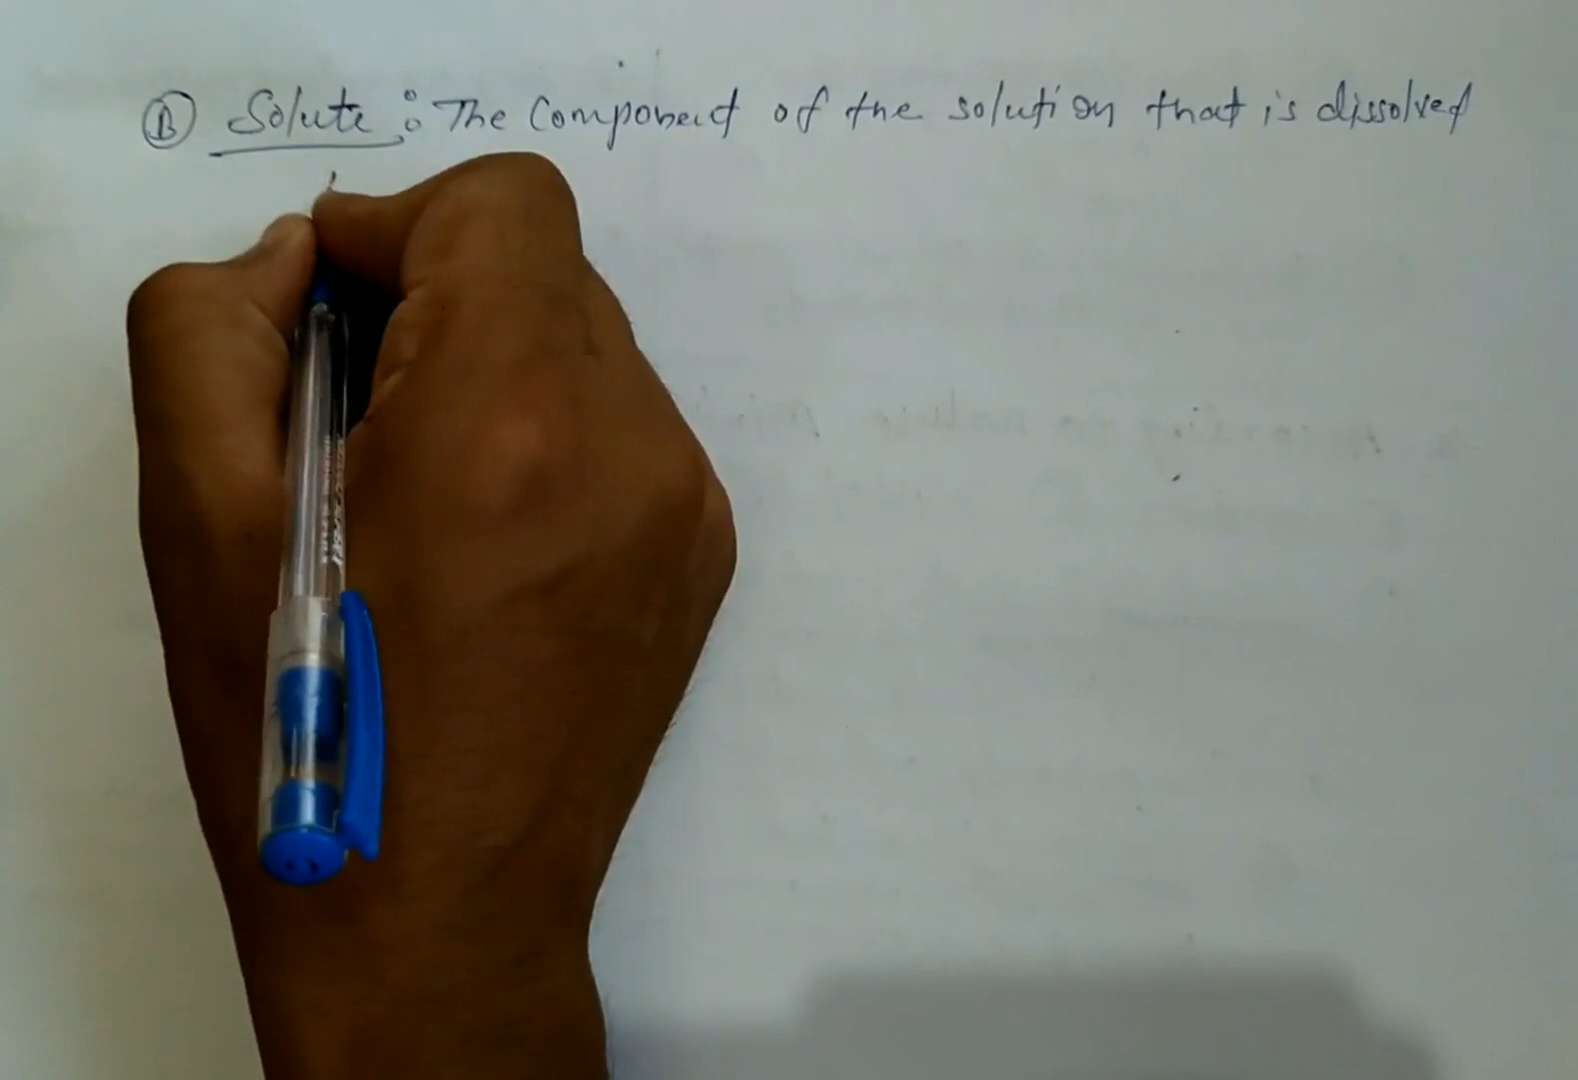 Ⓑ Solute : The Component of the solution that is dissolved